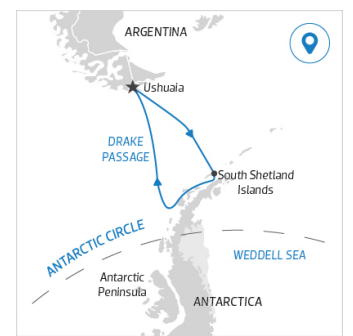 ARGENTINA
Ushuaia
DRAKE
PASSAGE
South Shetland
Islands
ANTARCTIC CIRCLE
WEDDELL SEA
Antarctic
Peninsula
ANTARCTICA